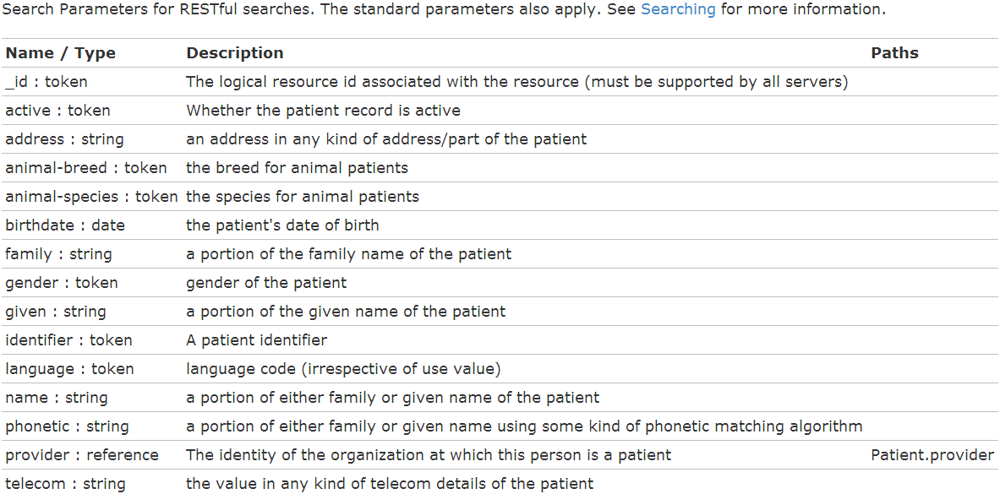 Search Parameters for RESTful searches. The standard parameters also apply. See Searching for more information.
Name / Type Description Paths
_id : token The logical resource id associated with the resource (must be supported by all servers)
active : token Whether the patient record is active
address : string an address in any kind of address/part of the patient
animal-breed : token the breed for animal patients
animal-species : token the species for animal patients
birthdate : date the patient's date of birth
family : string a portion of the family name of the patient
gender : token gender of the patient
given : string a portion of the given name of the patient
identifier : token A patient identifier
language : token language code (irrespective of use value)
name : string a portion of either family or given name of the patient
phonetic : string a portion of either family or given name using some kind of phonetic matching algorithm
provider : reference The identity of the organization at which this person is a patient Patient.provider
telecom : string the value in any kind of telecom details of the patient